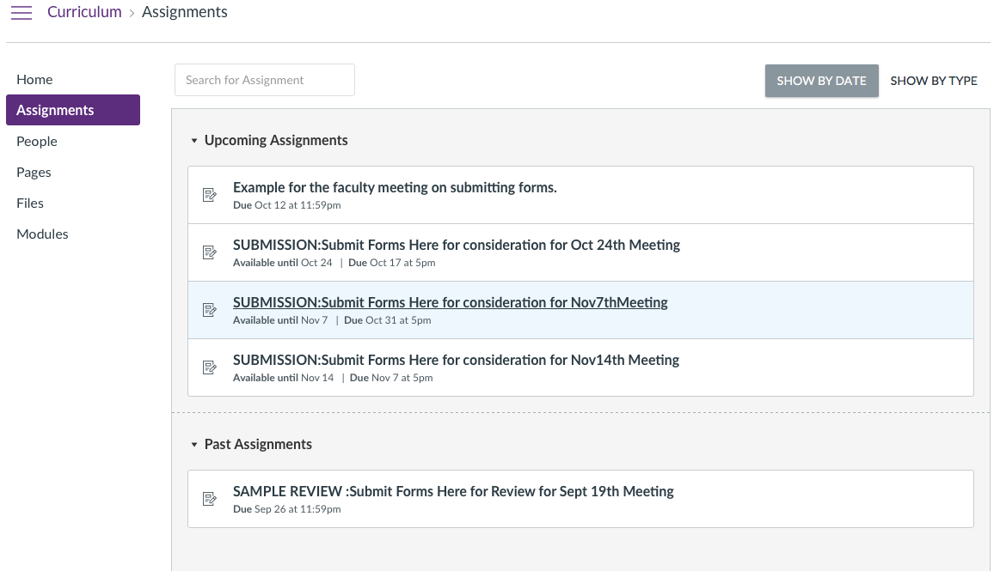 Curriculum > Assignments
Home
Assignments
People
Pages
Files
Modules
Search for Assignment
SHOW BY DATE
SHOW BY TYPE
Upcoming Assignments
Example for the faculty meeting on submitting forms.
Due Oct 12 at 11:59pm
SUBMISSION:Submit Forms Here for consideration for Oct 24th Meeting
Available until Oct 24 | Due Oct 17 at 5pm
SUBMISSION:Submit Forms Here for consideration for Nov7thMeeting
Available until Nov 7 | Due Oct 31 at 5pm
SUBMISSION:Submit Forms Here for consideration for Nov14th Meeting
Available until Nov 14 | Due Nov 7 at 5pm
Past Assignments
SAMPLE REVIEW :Submit Forms Here for Review for Sept 19th Meeting
Due Sep 26 at 11:59pm